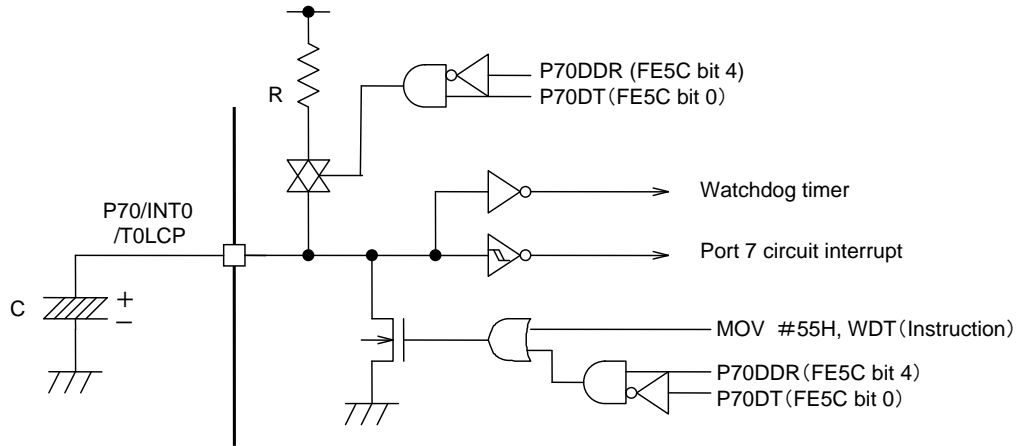 P70DDR (FE5C bit 4)
P70DT(FE5C bit 0)
R
Watchdog timer
P70/INT0
/T0LCP
Port 7 circuit interrupt
C
+
−
MOV #55H, WDT(Instruction)
P70DDR(FE5C bit 4)
P70DT(FE5C bit 0)